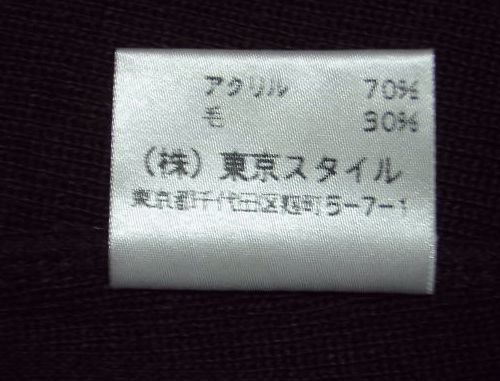 アクリル 70%
毛 30%
(株)東京スタイル
東京都千代田区麹町5-7-1